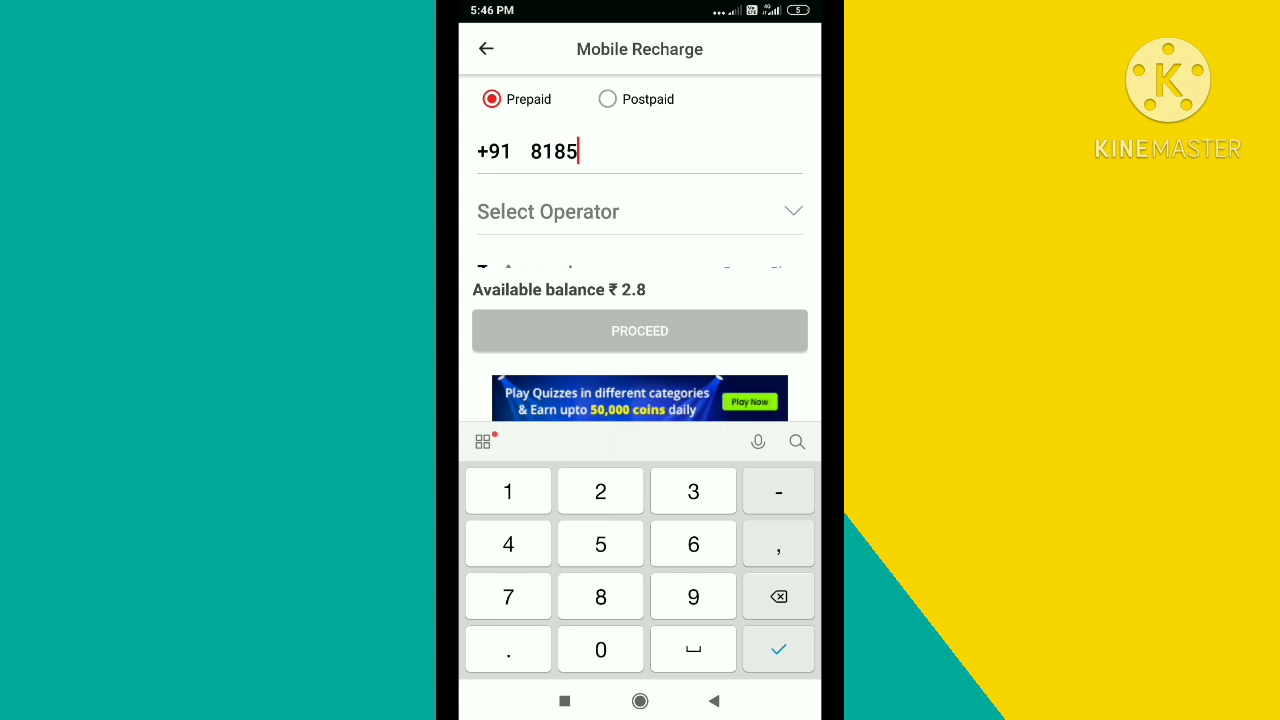 5:46 PM
4G
5
Mobile Recharge
Prepaid
Postpaid
+91 8185
Select Operator
Available balance ₹ 2.8
PROCEED
Play Quizzes in different categories
& Earn upto 50,000 coins daily
Play Now
1 2 3 -
4 5 6 ,
7 8 9
. 0
K
KINEMASTER